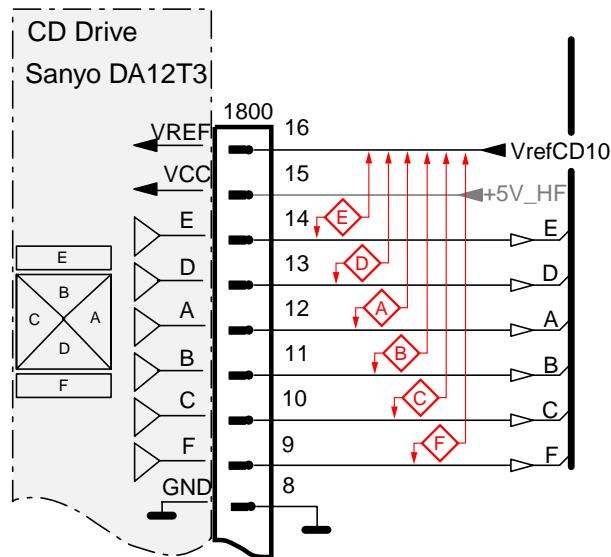 CD Drive
Sanyo DA12T3
1800
VREF
16
VrefCD10
VCC
15
+5V_HF
E
14
E
E
D
13
D
D
A
12
A
A
B
11
B
B
C
10
C
C
F
9
F
F
GND
8
E
B
C
A
D
F